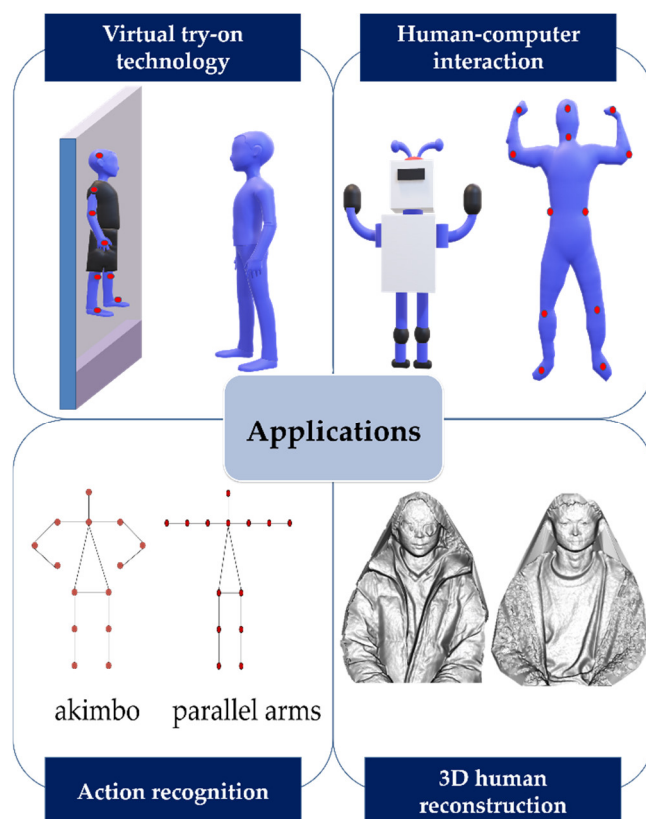 Virtual try-on
technology
Human-computer
interaction
Applications
akimbo
parallel arms
Action recognition
3D human
reconstruction